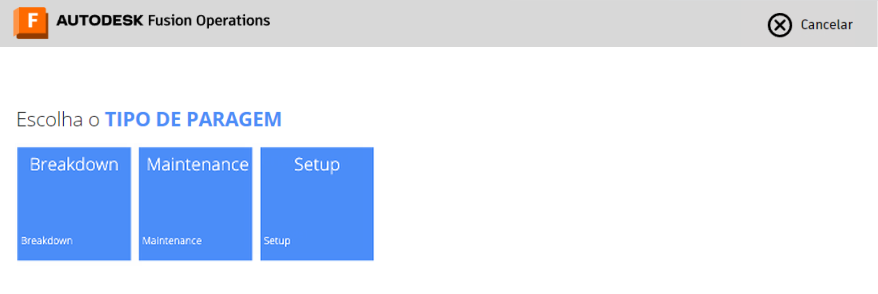 F AUTODESK Fusion Operations
Cancelar
Escolha o TIPO DE PARAGEM
Breakdown
Maintenance
Setup
Breakdown
Maintenance
Setup